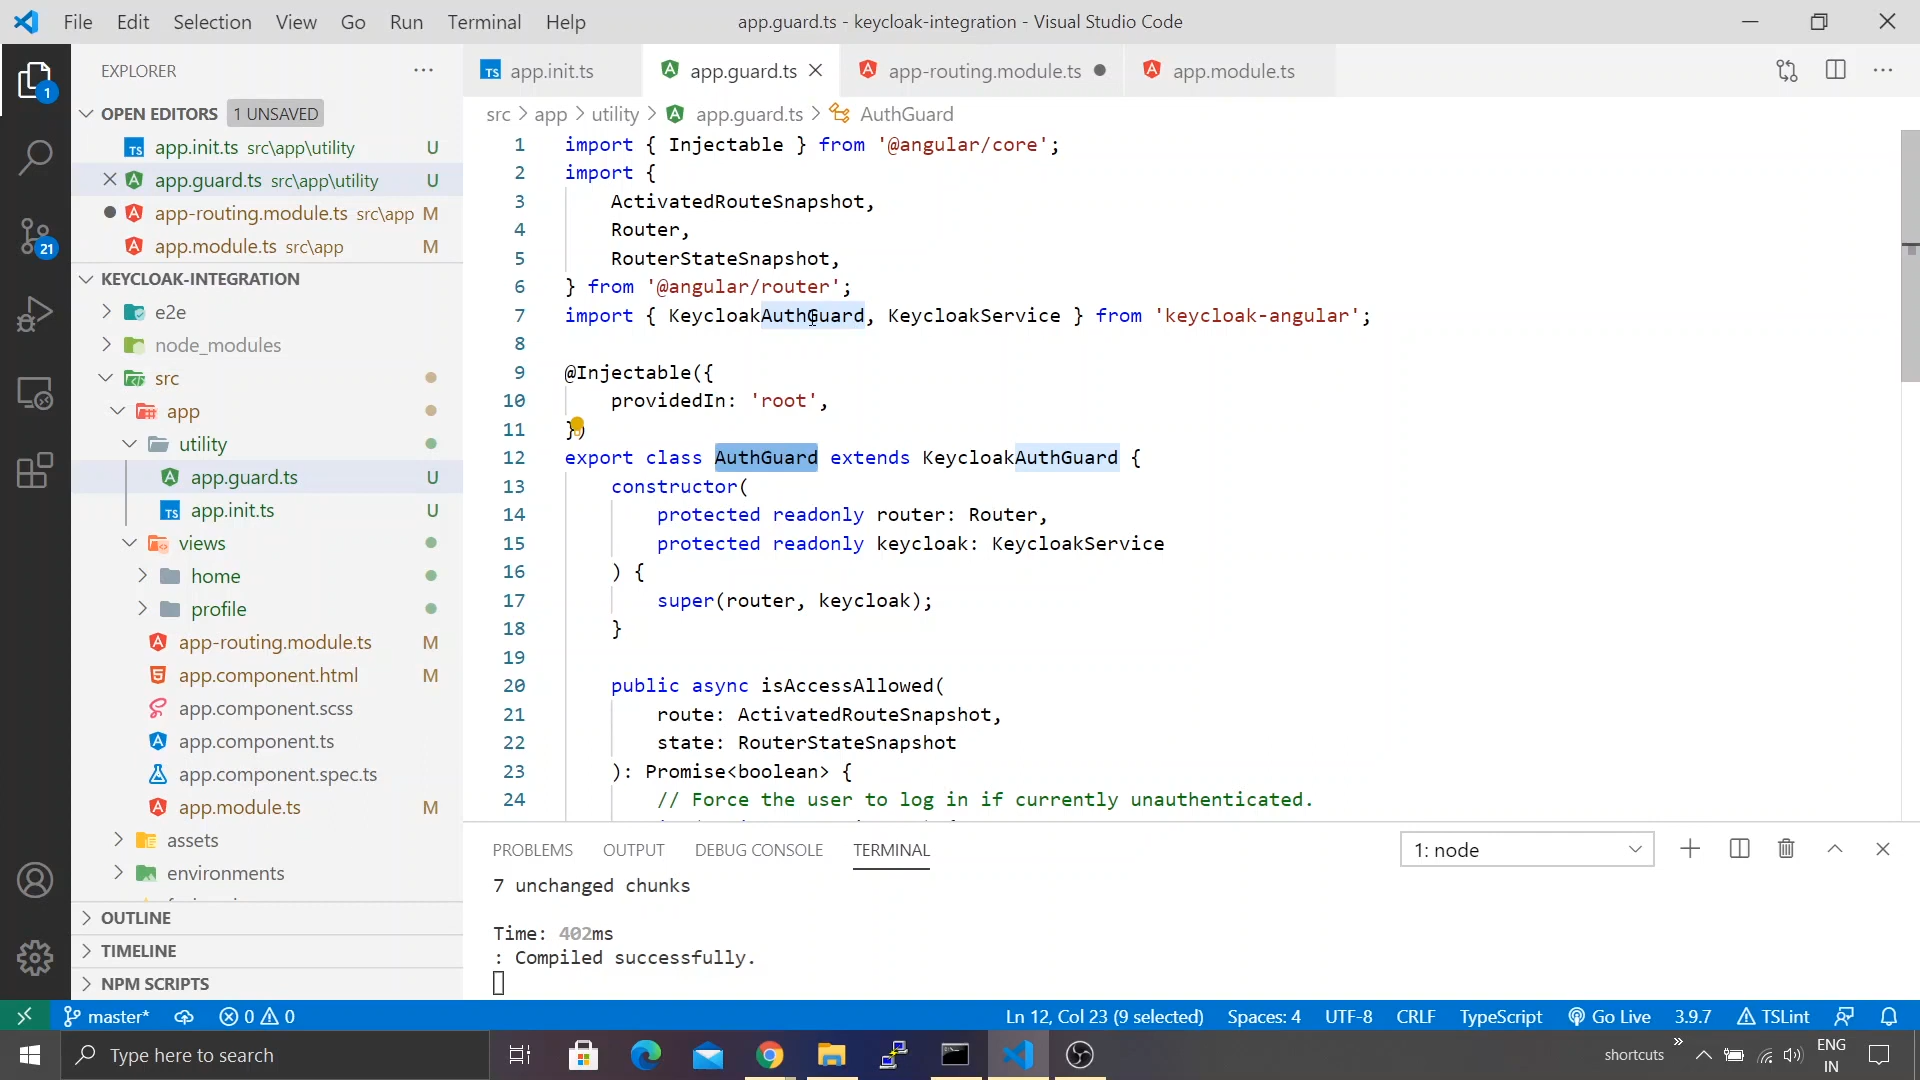 File Edit Selection View Go Run Terminal Help
app.guard.ts - keycloak-integration - Visual Studio Code
EXPLORER
OPEN EDITORS 1 UNSAVED
TS app.init.ts src\app\utility U
app.guard.ts src\app\utility U
app-routing.module.ts src\app M
app.module.ts src\app M
KEYCLOAK-INTEGRATION
e2e
node_modules
src
app
utility
app.guard.ts U
TS app.init.ts U
views
home
profile
app-routing.module.ts M
app.component.html M
app.component.scss
app.component.ts
app.component.spec.ts
app.module.ts M
assets
environments
OUTLINE
TIMELINE
NPM SCRIPTS
1
21
TS app.init.ts
app.guard.ts
app-routing.module.ts
app.module.ts
src > app > utility > app.guard.ts > AuthGuard
1 import { Injectable } from '@angular/core';
2 import {
3 ActivatedRouteSnapshot,
4 Router,
5 RouterStateSnapshot,
6 } from '@angular/router';
7 import { KeycloakAuthGuard, KeycloakService } from 'keycloak-angular';
8
9 @Injectable({
10 providedIn: 'root',
11 })
12 export class AuthGuard extends KeycloakAuthGuard {
13 constructor(
14 protected readonly router: Router,
15 protected readonly keycloak: KeycloakService
16 ) {
17 super(router, keycloak);
18 }
19
20 public async isAccessAllowed(
21 route: ActivatedRouteSnapshot,
22 state: RouterStateSnapshot
23 ): Promise<boolean> {
24 // Force the user to log in if currently unauthenticated.
PROBLEMS OUTPUT DEBUG CONSOLE TERMINAL
1: node
7 unchanged chunks
Time: 402ms
: Compiled successfully.
master* 0 0
Ln 12, Col 23 (9 selected) Spaces: 4 UTF-8 CRLF TypeScript Go Live 3.9.7 TSLint
Type here to search
shortcuts
ENG
IN